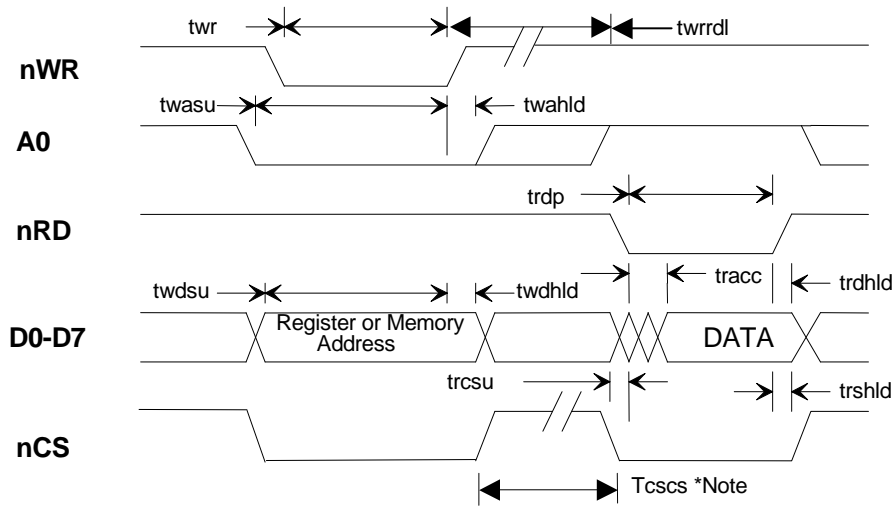 twr
twrrdl
nWR
twasu
twahld
A0
trdp
nRD
tracc
trdhld
twdsu
twdhld
D0-D7
Register or Memory
Address
DATA
trcsu
trshld
nCS
Tcscs *Note